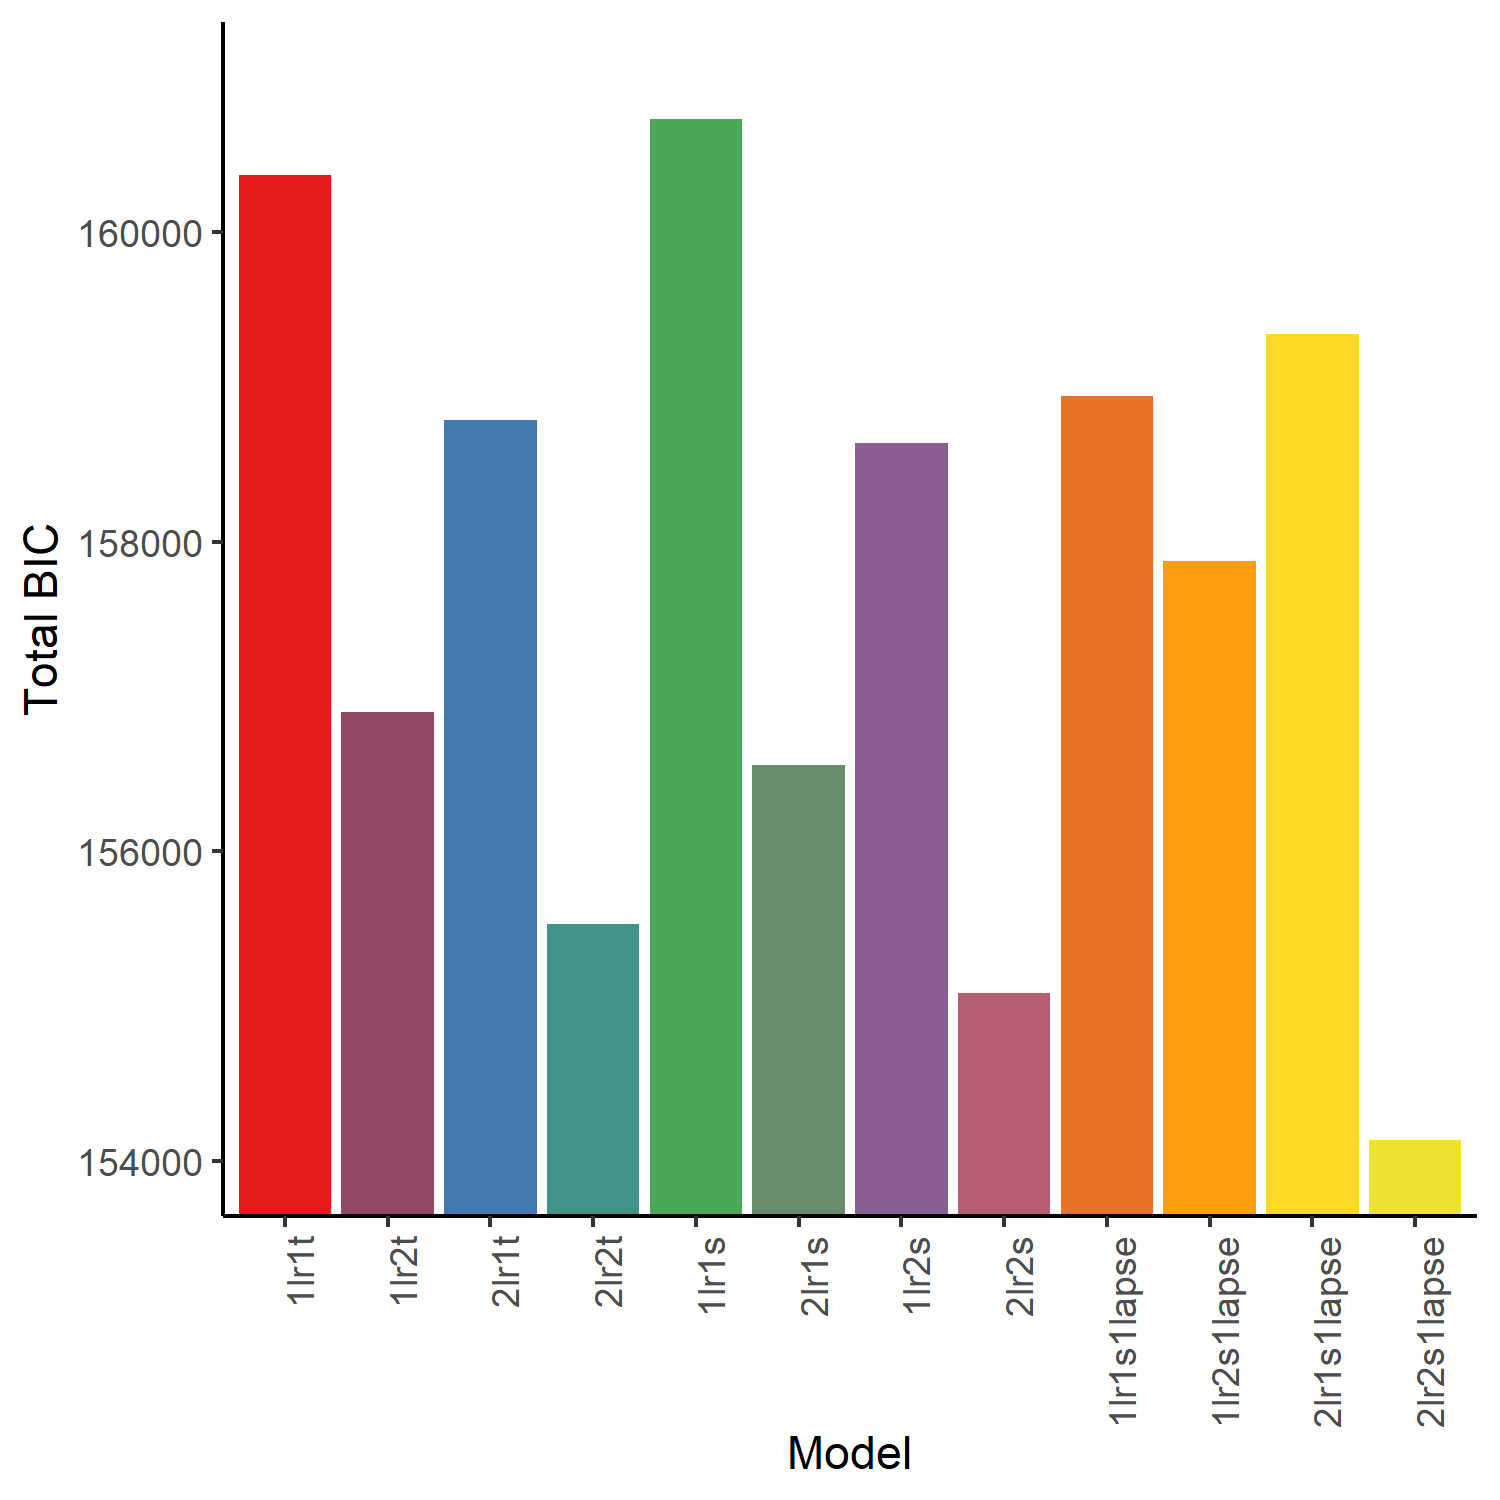 Total BIC
160000
158000
156000
154000
1lr1t
1lr2t
2lr1t
2lr2t
1lr1s
2lr1s
1lr2s
2lr2s
1lr1s1lapse
1lr2s1lapse
2lr1s1lapse
2lr2s1lapse
Model